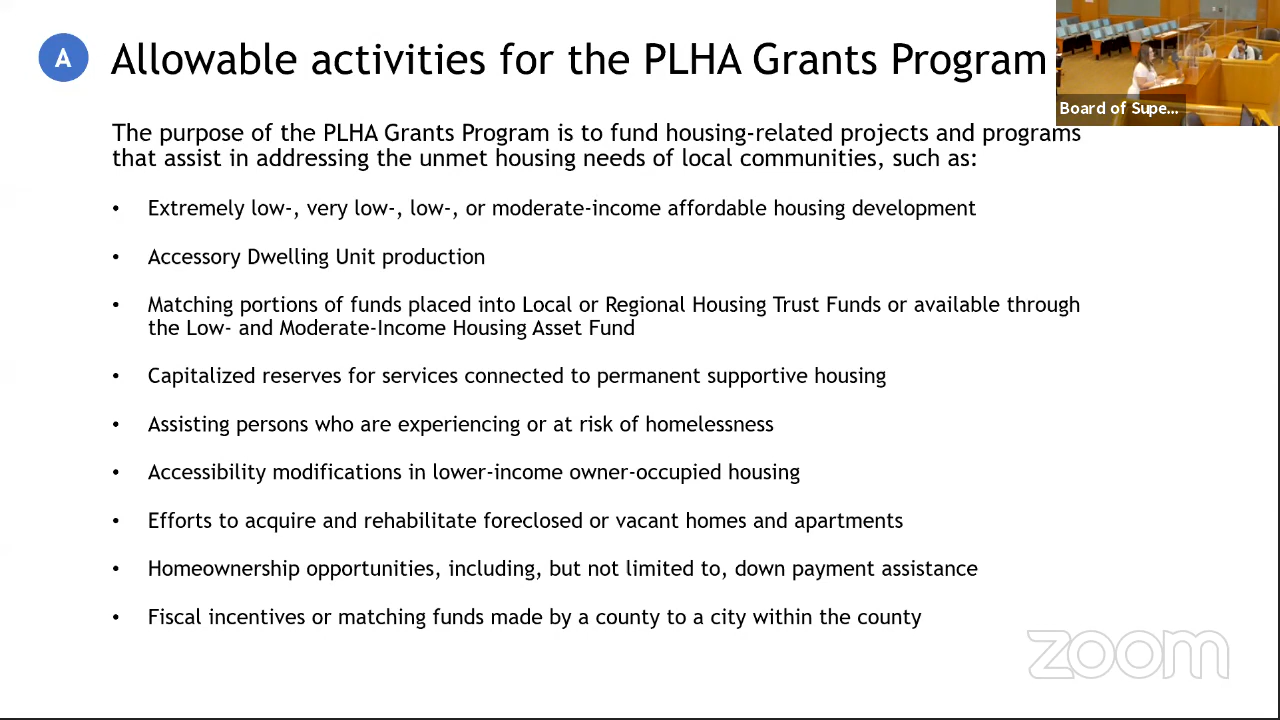 A
Allowable activities for the PLHA Grants Program
Board of Supe...
The purpose of the PLHA Grants Program is to fund housing-related projects and programs
that assist in addressing the unmet housing needs of local communities, such as:
• Extremely low-, very low-, low-, or moderate-income affordable housing development
• Accessory Dwelling Unit production
• Matching portions of funds placed into Local or Regional Housing Trust Funds or available through
the Low- and Moderate-Income Housing Asset Fund
• Capitalized reserves for services connected to permanent supportive housing
• Assisting persons who are experiencing or at risk of homelessness
• Accessibility modifications in lower-income owner-occupied housing
• Efforts to acquire and rehabilitate foreclosed or vacant homes and apartments
• Homeownership opportunities, including, but not limited to, down payment assistance
• Fiscal incentives or matching funds made by a county to a city within the county
zoom